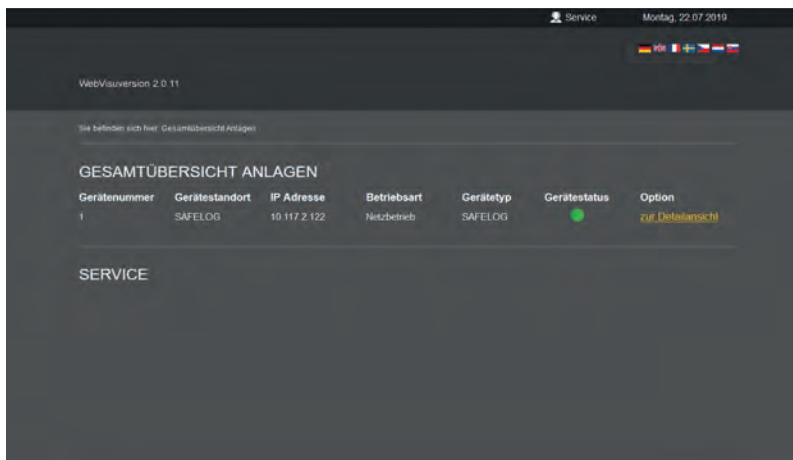 Service Montag, 22.07.2019
WebVisuversion 2.0.11
Sie befinden sich hier: Gesamtübersicht Anlagen
GESAMTÜBERSICHT ANLAGEN
Gerätenummer Gerätestandort IP Adresse Betriebsart Gerätetyp Gerätestatus Option
1 SAFELOG 10.117.2.122 Netzbetrieb SAFELOG zur Detailansicht
SERVICE